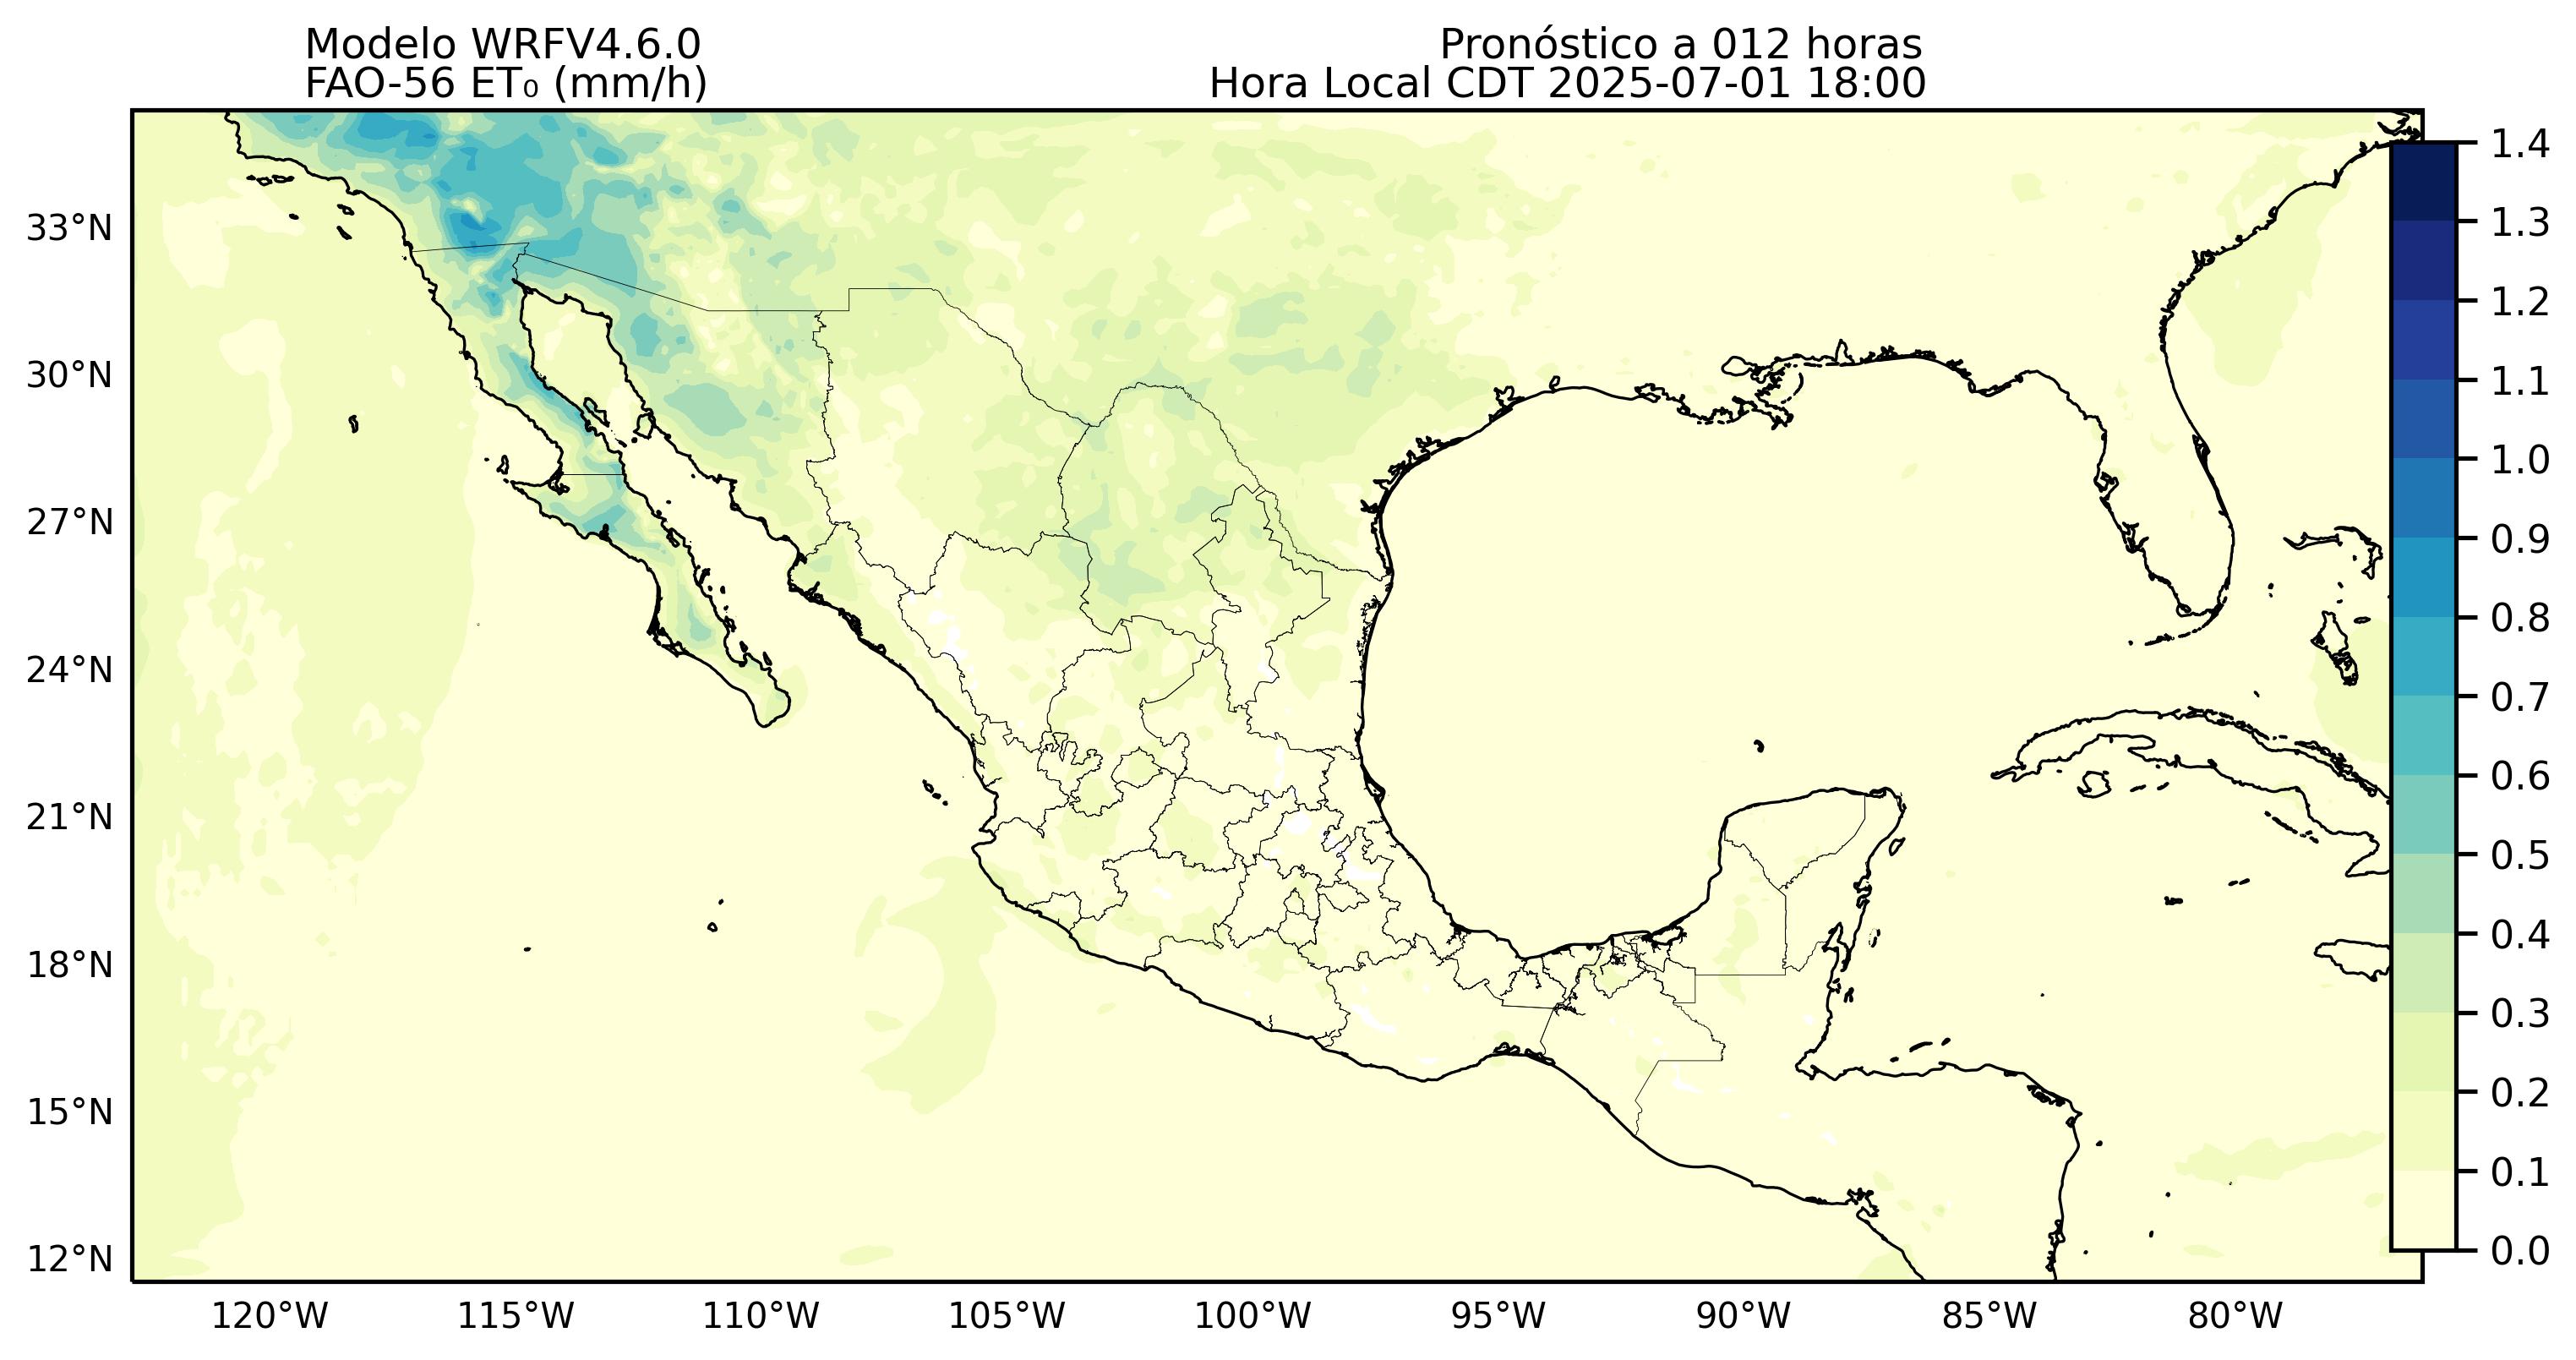 Modelo WRFV4.6.0
FAO-56 ET₀ (mm/h)
Pronóstico a 012 horas
Hora Local CDT 2025-07-01 18:00
33°N
30°N
27°N
24°N
21°N
18°N
15°N
12°N
120°W
115°W
110°W
105°W
100°W
95°W
90°W
85°W
80°W
1.4
1.3
1.2
1.1
1.0
0.9
0.8
0.7
0.6
0.5
0.4
0.3
0.2
0.1
0.0